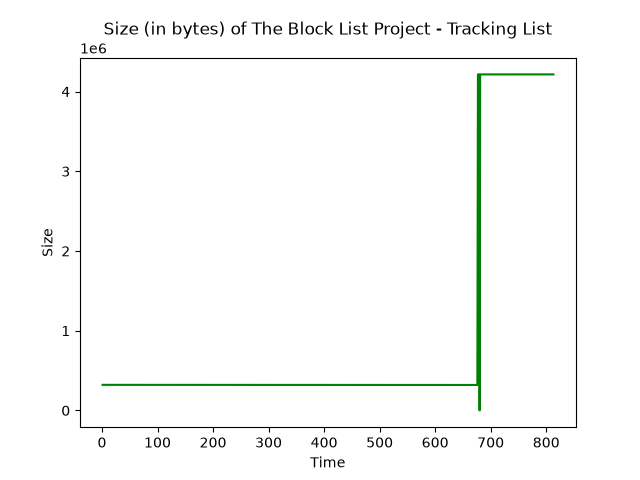 Size (in bytes) of The Block List Project - Tracking List
1e6
4
3
2
1
0
Size
0 100 200 300 400 500 600 700 800
Time